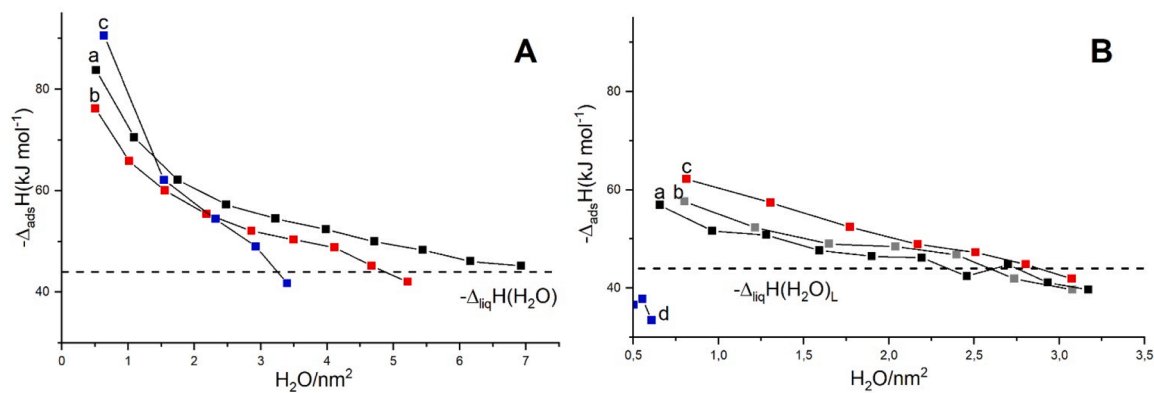 A
c
a
b
80
60
40
-ΔadsH(kJ mol-1)
-ΔliqH(H2O)
0 1 2 3 4 5 6 7
H2O/nm2
B
c
a b
80
60
40
-ΔadsH(kJ mol-1)
-ΔliqH(H2O)L
d
0,5 1,0 1,5 2,0 2,5 3,0 3,5
H2O/nm2